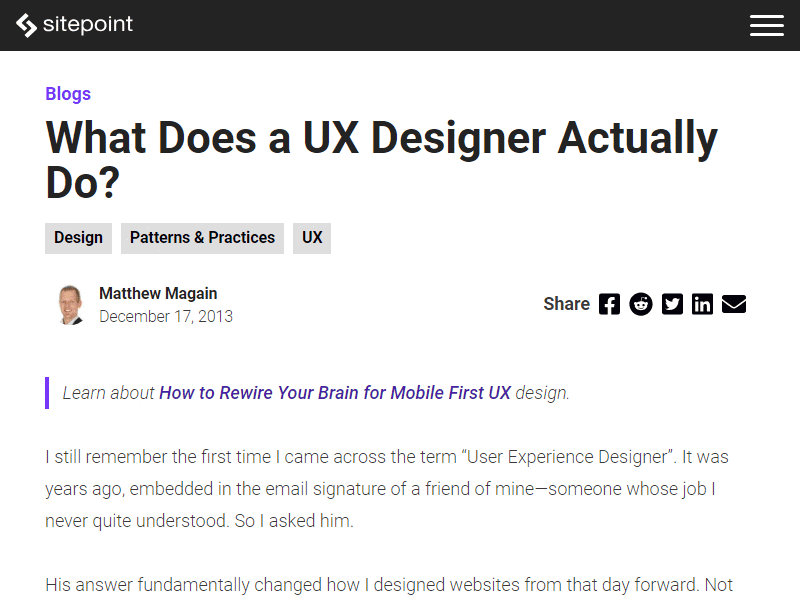 sitepoint
Blogs
What Does a UX Designer Actually
Do?
Design Patterns & Practices UX
Matthew Magain
December 17, 2013
Share
Learn about How to Rewire Your Brain for Mobile First UX design.
I still remember the first time I came across the term “User Experience Designer”. It was
years ago, embedded in the email signature of a friend of mine—someone whose job I
never quite understood. So I asked him.
His answer fundamentally changed how I designed websites from that day forward. Not